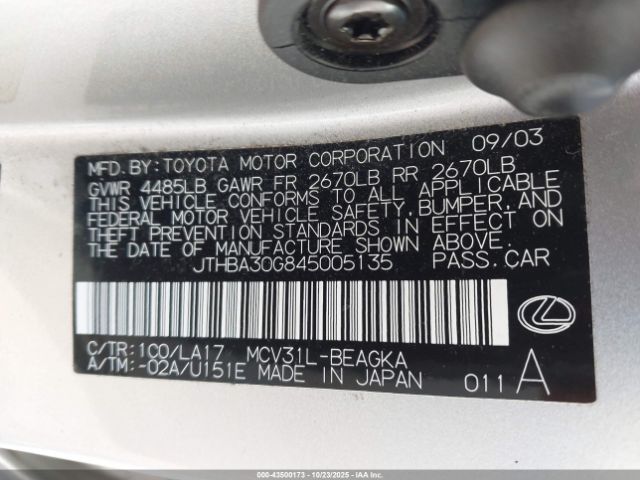 MFD. BY: TOYOTA MOTOR CORPORATION 09/03
GVWR 4485LB GAWR FR 2670LB RR 2670LB
THIS VEHICLE CONFORMS TO ALL APPLICABLE
FEDERAL MOTOR VEHICLE SAFETY, BUMPER, AND
THEFT PREVENTION STANDARDS IN EFFECT ON
THE DATE OF MANUFACTURE SHOWN ABOVE.
JTHBA30G845005135 PASS. CAR
C/TR: 1C0/LA17 MCV31L-BEAGKA
A/TM: -02A/U151E MADE IN JAPAN 011 A
000-43500173 - 10/23/2025 - IAAI.COM